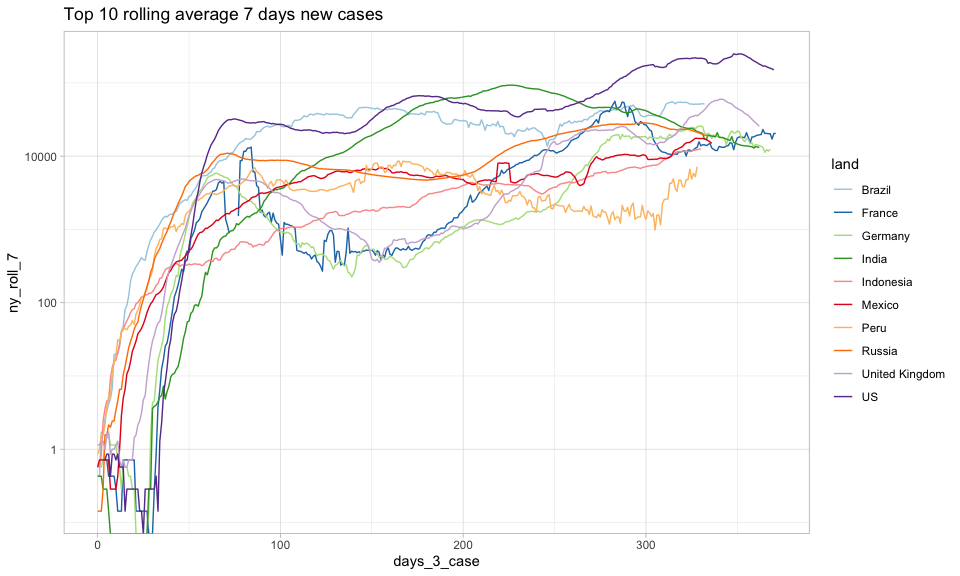 Top 10 rolling average 7 days new cases
ny_roll_7
10000
100
1
0
100
200
300
days_3_case
land
Brazil
France
Germany
India
Indonesia
Mexico
Peru
Russia
United Kingdom
US